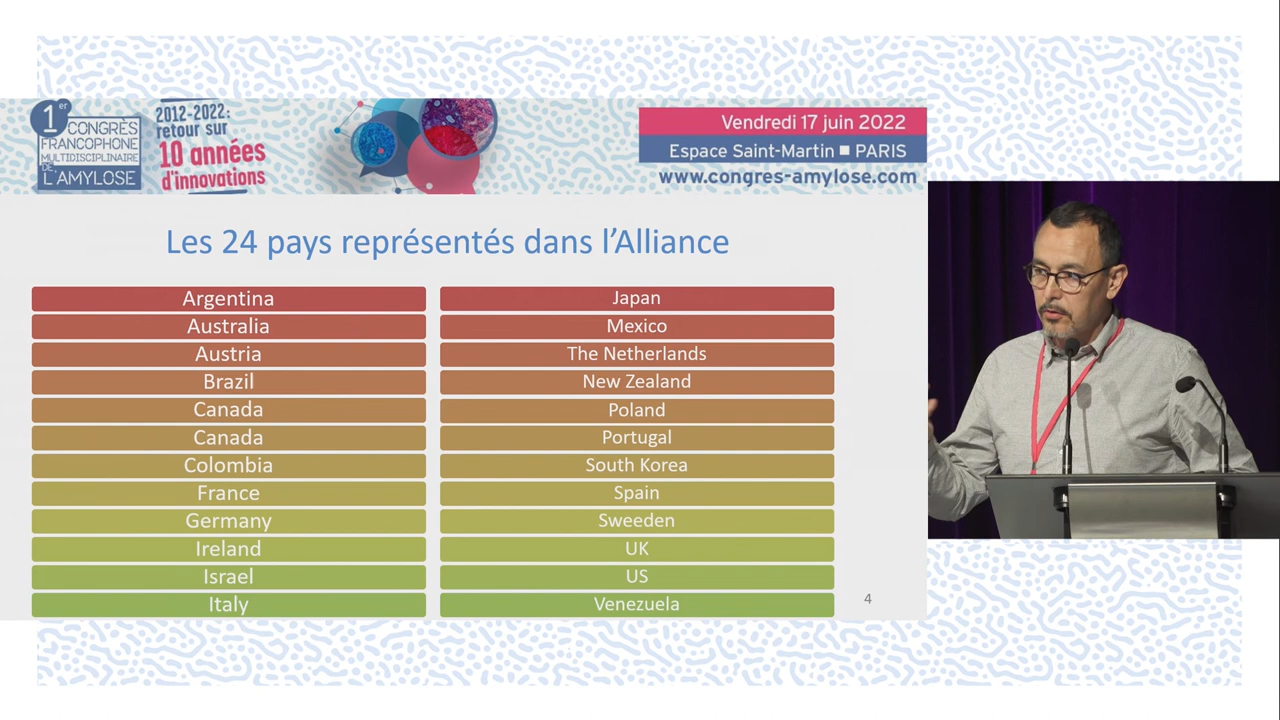 1er
CONGRÈS
FRANCOPHONE
MULTIDISCIPLINAIRE
DE
L'AMYLOSE
2012-2022:
retour sur
10 années
d'innovations
Vendredi 17 juin 2022
Espace Saint-Martin ■ PARIS
www.congres-amylose.com
Les 24 pays représentés dans l'Alliance
Argentina
Australia
Austria
Brazil
Canada
Canada
Colombia
France
Germany
Ireland
Israel
Italy
Japan
Mexico
The Netherlands
New Zealand
Poland
Portugal
South Korea
Spain
Sweeden
UK
US
Venezuela
4